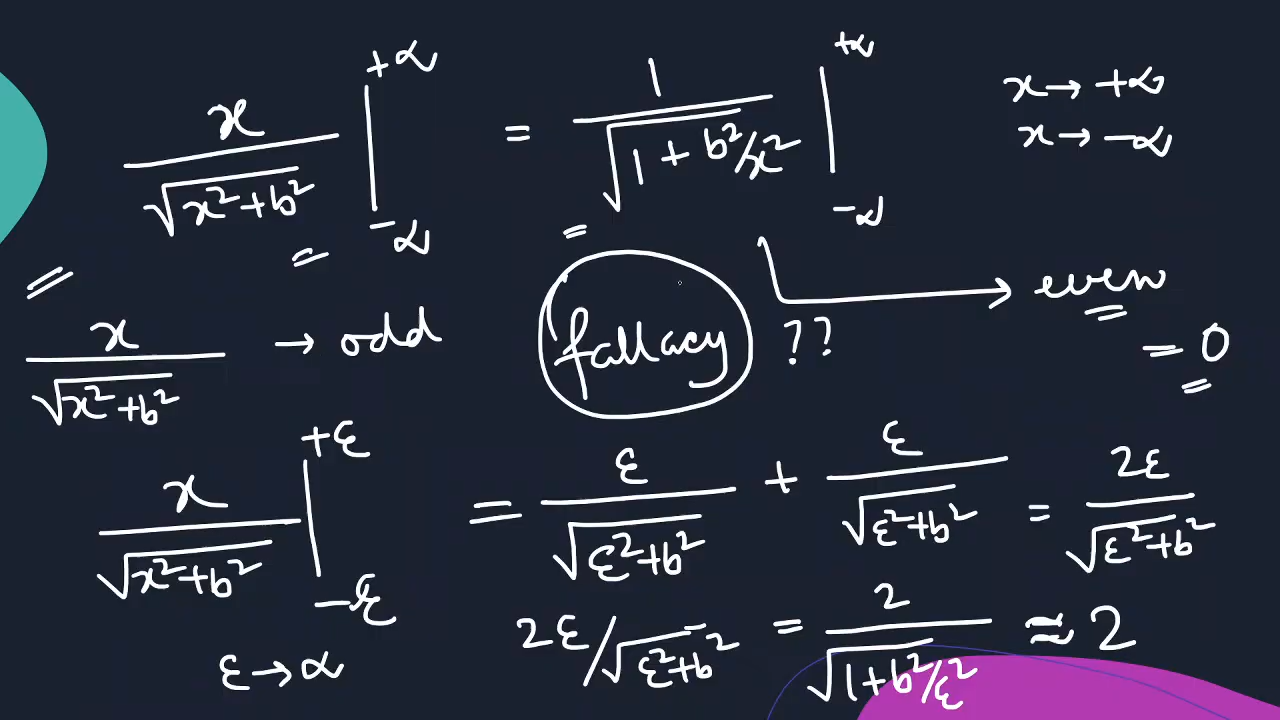 x/√(x²+b²) |₋∝⁺∝ = 1/√(1+b²/x²) |₋∝⁺∝ x → +∝
x → -∝
x/√(x²+b²) → odd fallacy ?? → even
= 0
x/√(x²+b²) |₋ε⁺ε = ε/√(ε²+b²) + ε/√(ε²+b²) = 2ε/√(ε²+b²)
ε → ∝ 2ε/√(ε²+b²) = 2/√(1+b²/ε²) ≈ 2